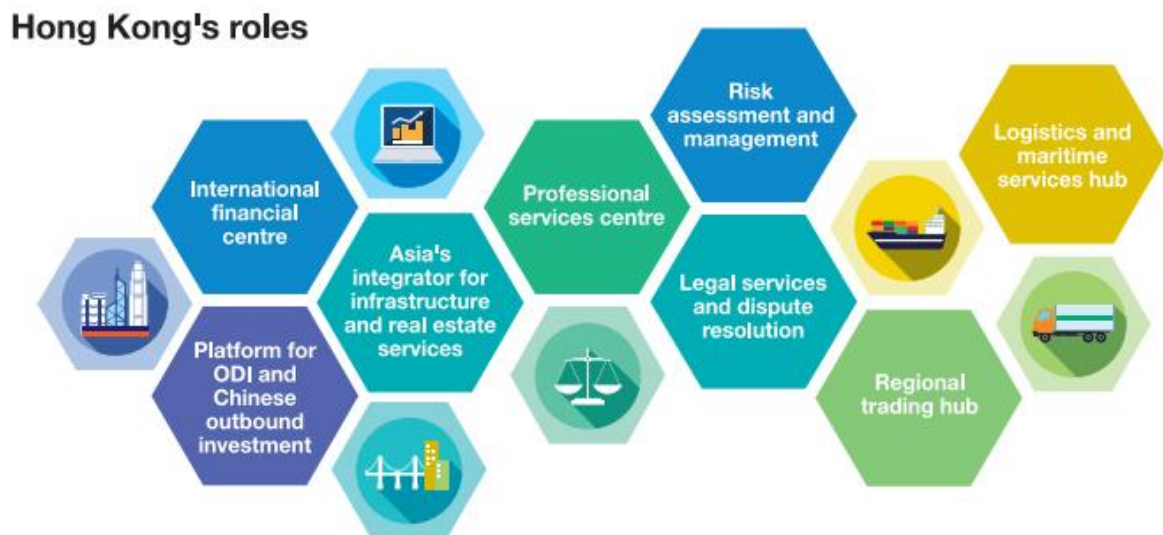 Hong Kong's roles
International
financial
centre
Platform for
ODI and
Chinese
outbound
investment
Asia's
integrator for
infrastructure
and real estate
services
Professional
services centre
Risk
assessment and
management
Legal services
and dispute
resolution
Logistics and
maritime
services hub
Regional
trading hub